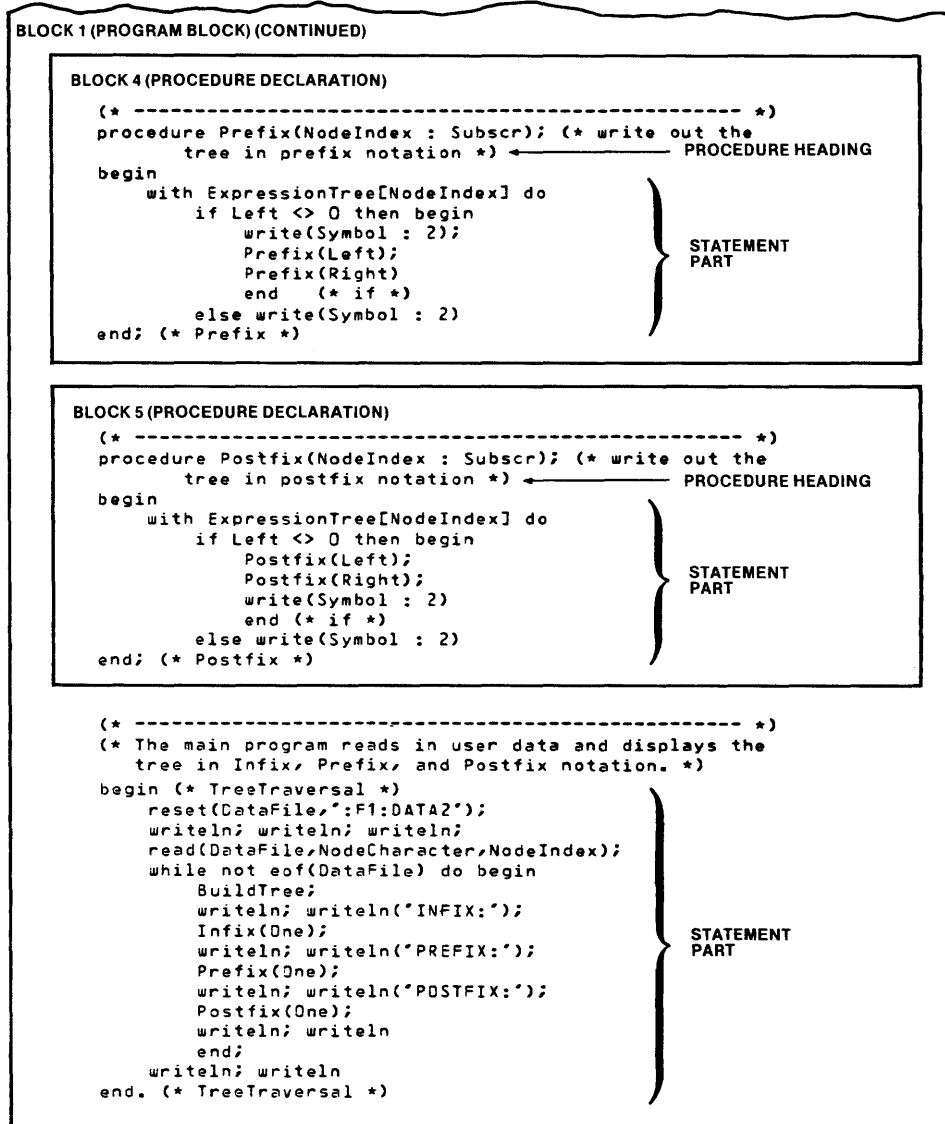 BLOCK 1 (PROGRAM BLOCK) (CONTINUED)
BLOCK 4 (PROCEDURE DECLARATION)
(* ------------------------------------------------- *)
procedure Prefix(NodeIndex : Subscr); (* write out the
tree in prefix notation *) PROCEDURE HEADING
begin
with ExpressionTree[NodeIndex] do
if Left <> 0 then begin
write(Symbol : 2);
Prefix(Left);
Prefix(Right)
end (* if *)
else write(Symbol : 2)
end; (* Prefix *)
STATEMENT
PART
BLOCK 5 (PROCEDURE DECLARATION)
(* ------------------------------------------------- *)
procedure Postfix(NodeIndex : Subscr); (* write out the
tree in postfix notation *) PROCEDURE HEADING
begin
with ExpressionTree[NodeIndex] do
if Left <> 0 then begin
Postfix(Left);
Postfix(Right);
write(Symbol : 2)
end (* if *)
else write(Symbol : 2)
end; (* Postfix *)
STATEMENT
PART
(* ------------------------------------------------- *)
(* The main program reads in user data and displays the
tree in Infix, Prefix, and Postfix notation. *)
begin (* TreeTraversal *)
reset(DataFile,':F1:DATA2');
writeln; writeln; writeln;
read(DataFile,NodeCharacter,NodeIndex);
while not eof(DataFile) do begin
BuildTree;
writeln; writeln('INFIX:');
Infix(One);
writeln; writeln('PREFIX:');
Prefix(One);
writeln; writeln('POSTFIX:');
Postfix(One);
writeln; writeln
end;
writeln; writeln
end. (* TreeTraversal *)
STATEMENT
PART